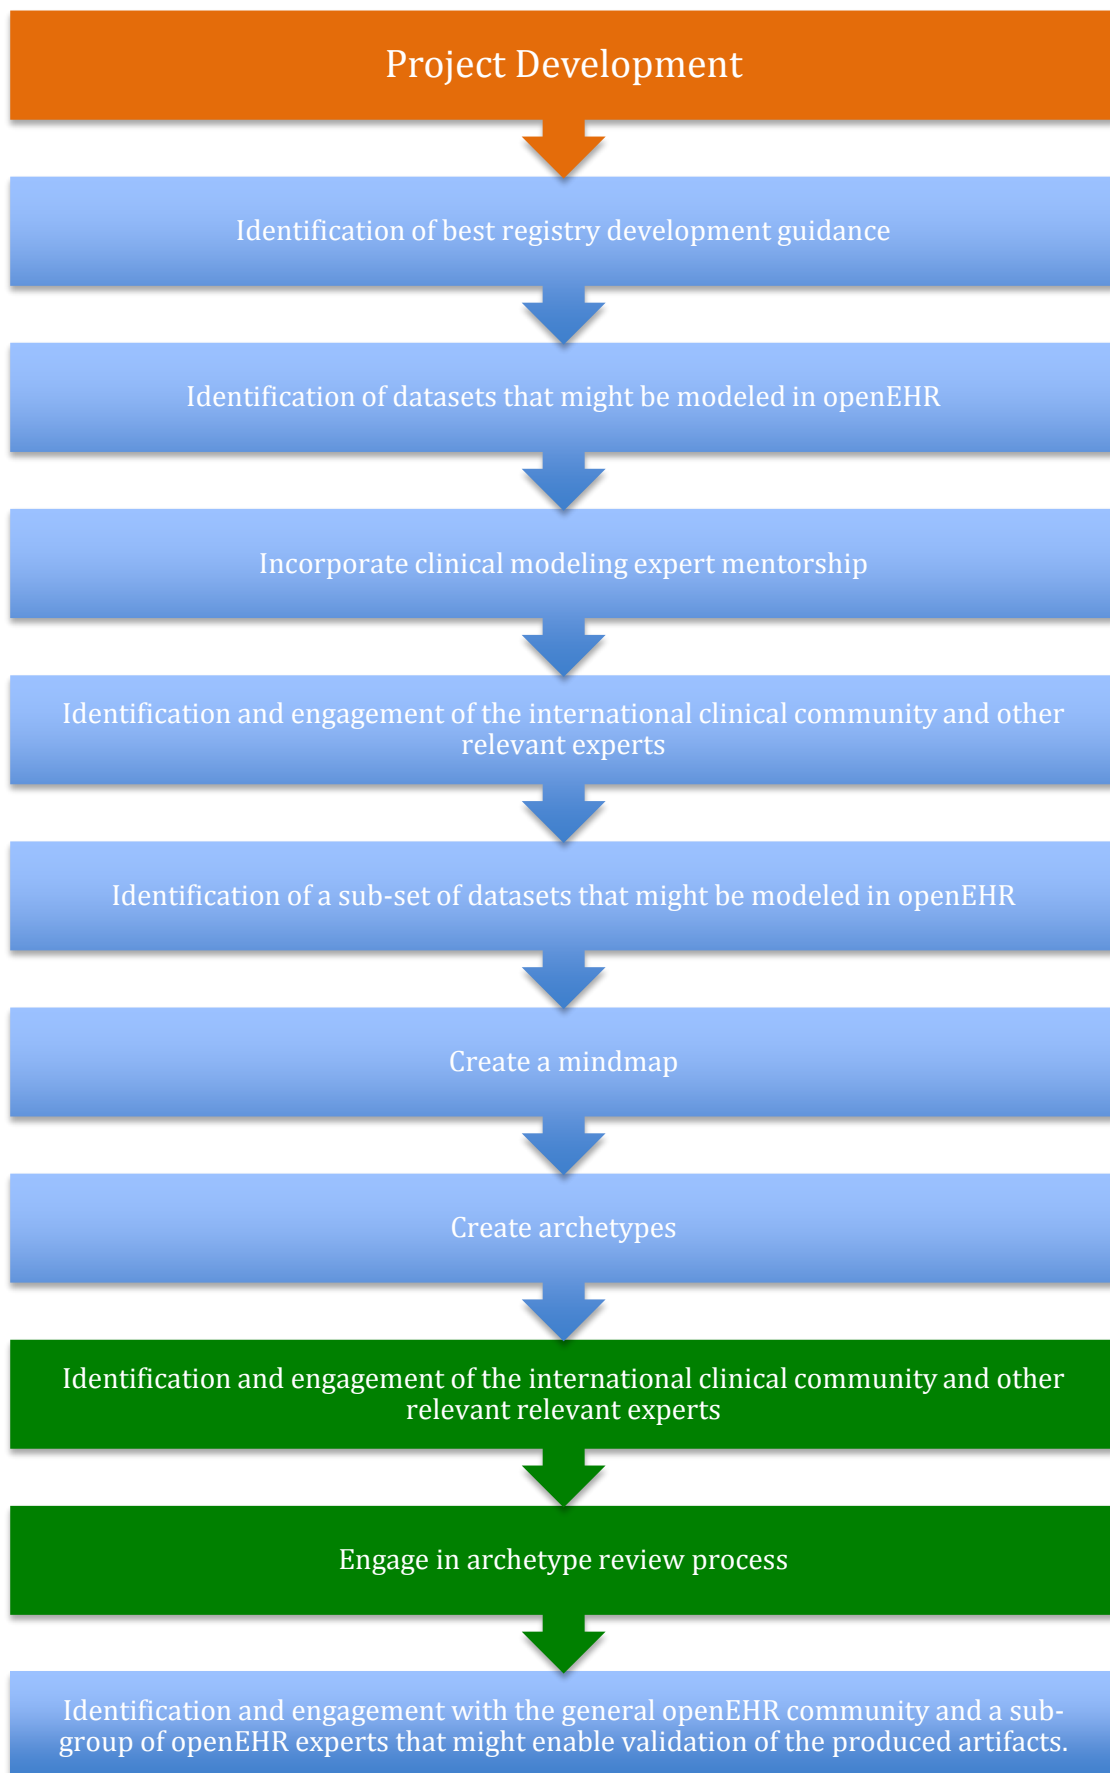 Project Development
Identification of best registry development guidance
Identification of datasets that might be modeled in openEHR
Incorporate clinical modeling expert mentorship
Identification and engagement of the international clinical community and other
relevant experts
Identification of a sub-set of datasets that might be modeled in openEHR
Create a mindmap
Create archetypes
Identification and engagement of the international clinical community and other
relevant relevant experts
Engage in archetype review process
Identification and engagement with the general openEHR community and a sub-
group of openEHR experts that might enable validation of the produced artifacts.